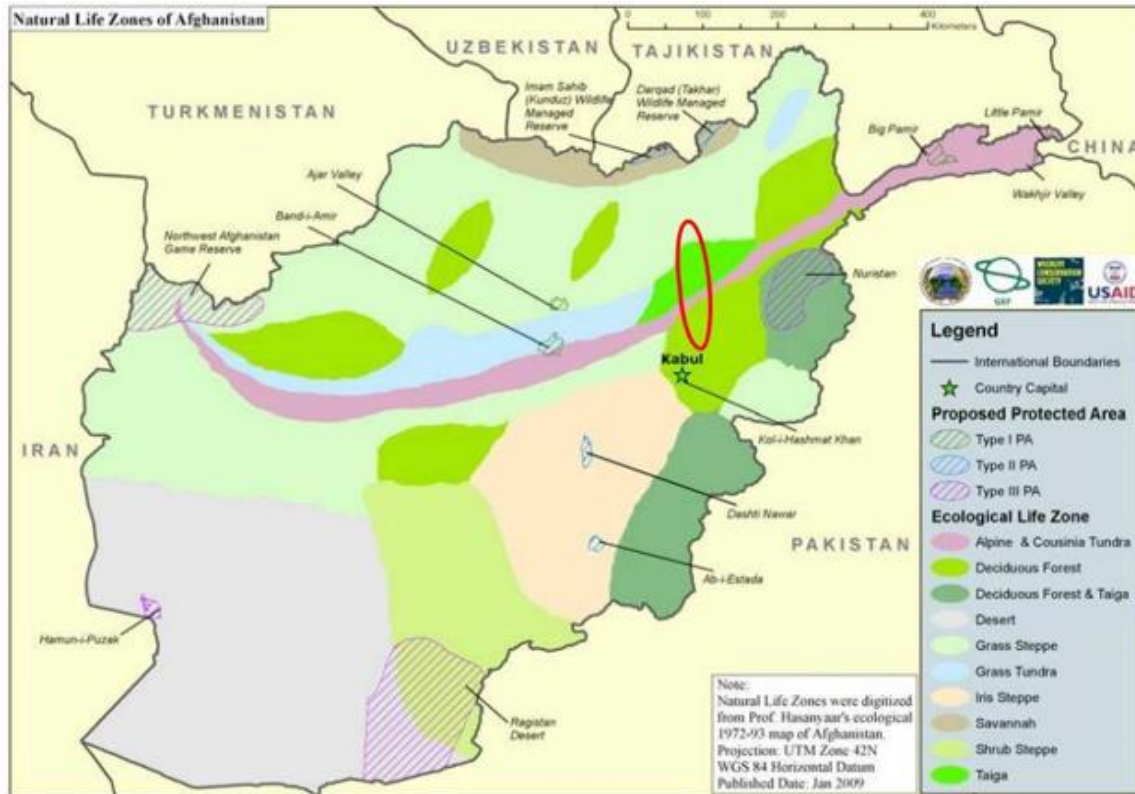 Natural Life Zones of Afghanistan
0 100 200 400
Kilometers
UZBEKISTAN
TAJIKISTAN
TURKMENISTAN
CHINA
IRAN
PAKISTAN
Imam Sahib
(Kunduz) Wildlife
Managed
Reserve
Darqad (Takhar)
Wildlife Managed
Reserve
Little Pamir
Big Pamir
Wakhjir Valley
Ajar Valley
Band-i-Amir
Northwest Afghanistan
Game Reserve
Nuristan
Kabul
Kol-i-Hashmat Khan
Dashti Nawar
Ab-i-Estada
Hamun-i-Puzak
Ragistan
Desert
WILDLIFE
CONSERVATION
SOCIETY
USAID
Legend
International Boundaries
Country Capital
Proposed Protected Area
Type I PA
Type II PA
Type III PA
Ecological Life Zone
Alpine & Cousinia Tundra
Deciduous Forest
Deciduous Forest & Taiga
Desert
Grass Steppe
Grass Tundra
Iris Steppe
Savannah
Shrub Steppe
Taiga
Note:
Natural Life Zones were digitized
from Prof. Hasanyaar's ecological
1972-93 map of Afghanistan.
Projection: UTM Zone 42N
WGS 84 Horizontal Datum
Published Date: Jan 2009